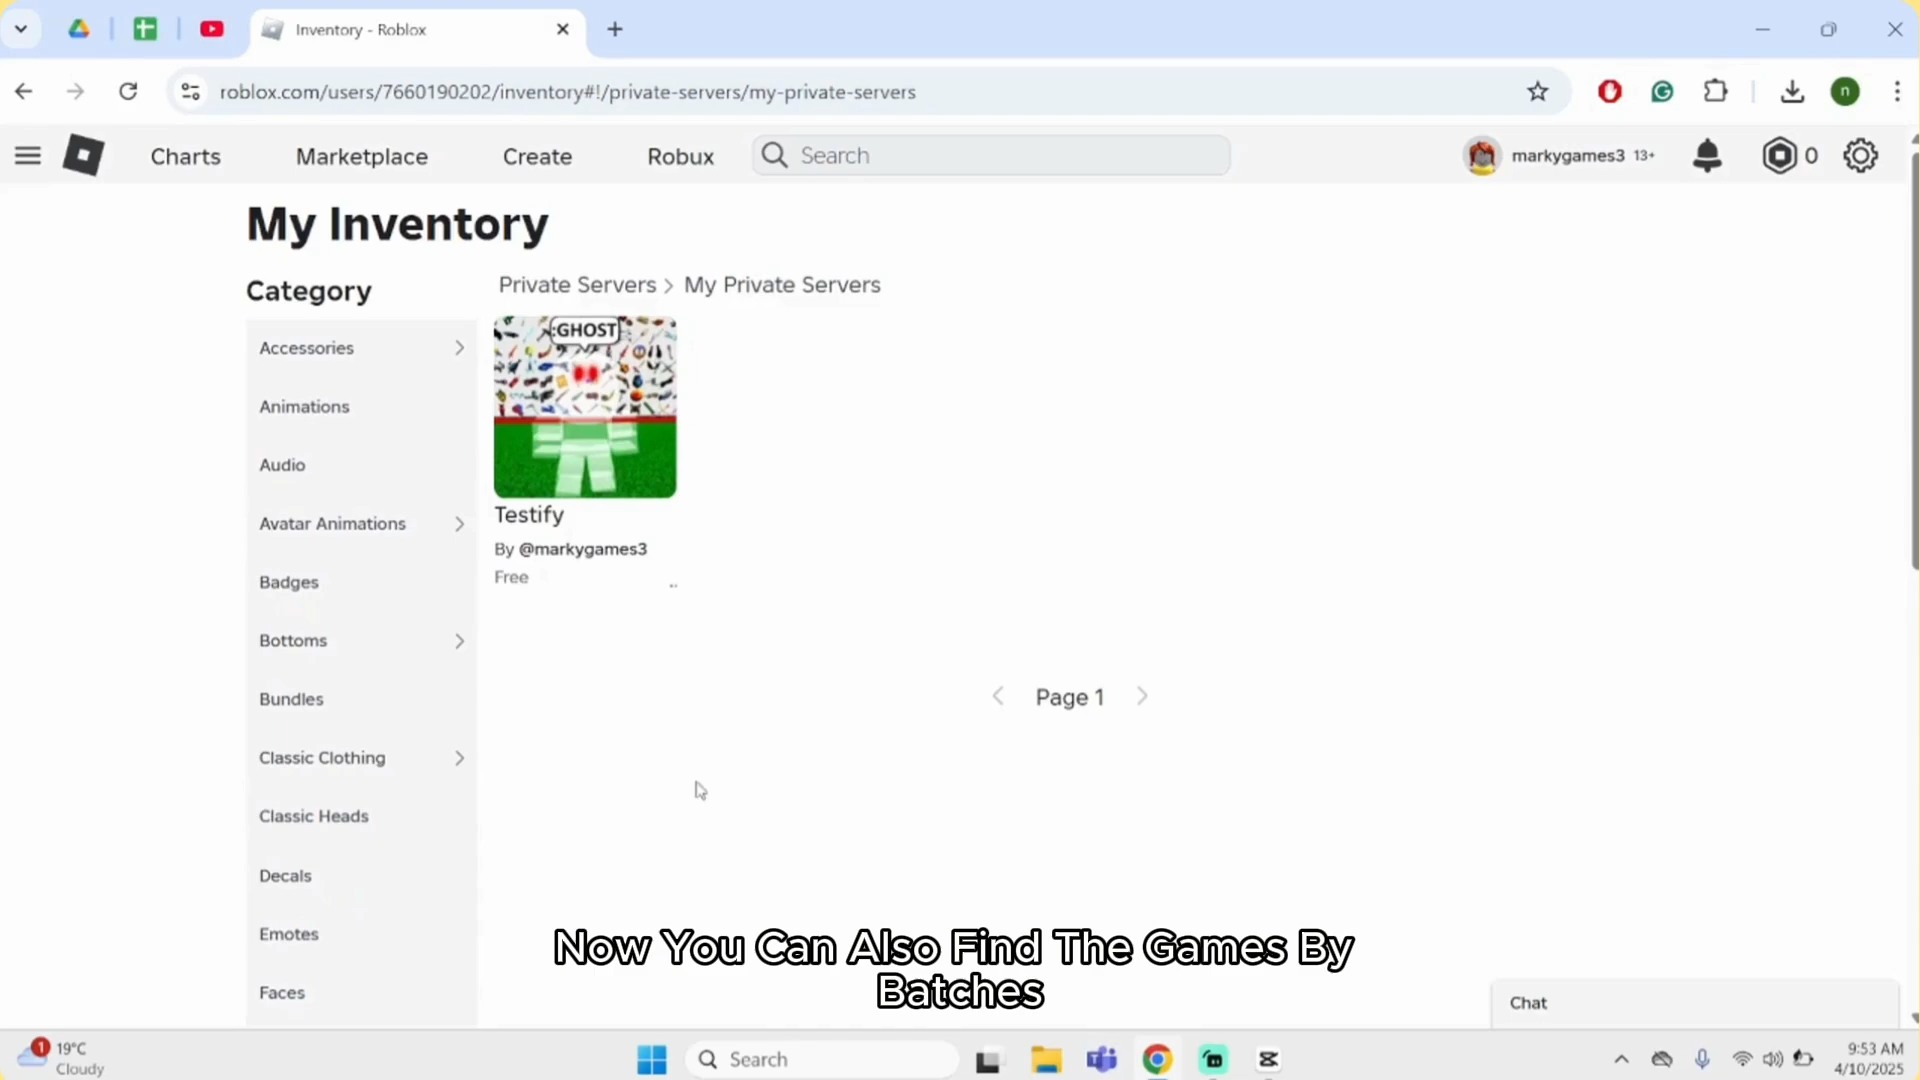 Inventory - Roblox
roblox.com/users/7660190202/inventory#!/private-servers/my-private-servers
n
Charts
Marketplace
Create
Robux
Search
markygames3 13+
0
My Inventory
Category
Private Servers > My Private Servers
Accessories
Animations
Audio
Avatar Animations
Badges
Bottoms
Bundles
Classic Clothing
Classic Heads
Decals
Emotes
Faces
:GHOST
Testify
By @markygames3
Free
Page 1
Now You Can Also Find The Games By
Batches
Chat
1
19°C
Cloudy
Search
9:53 AM
4/10/2025